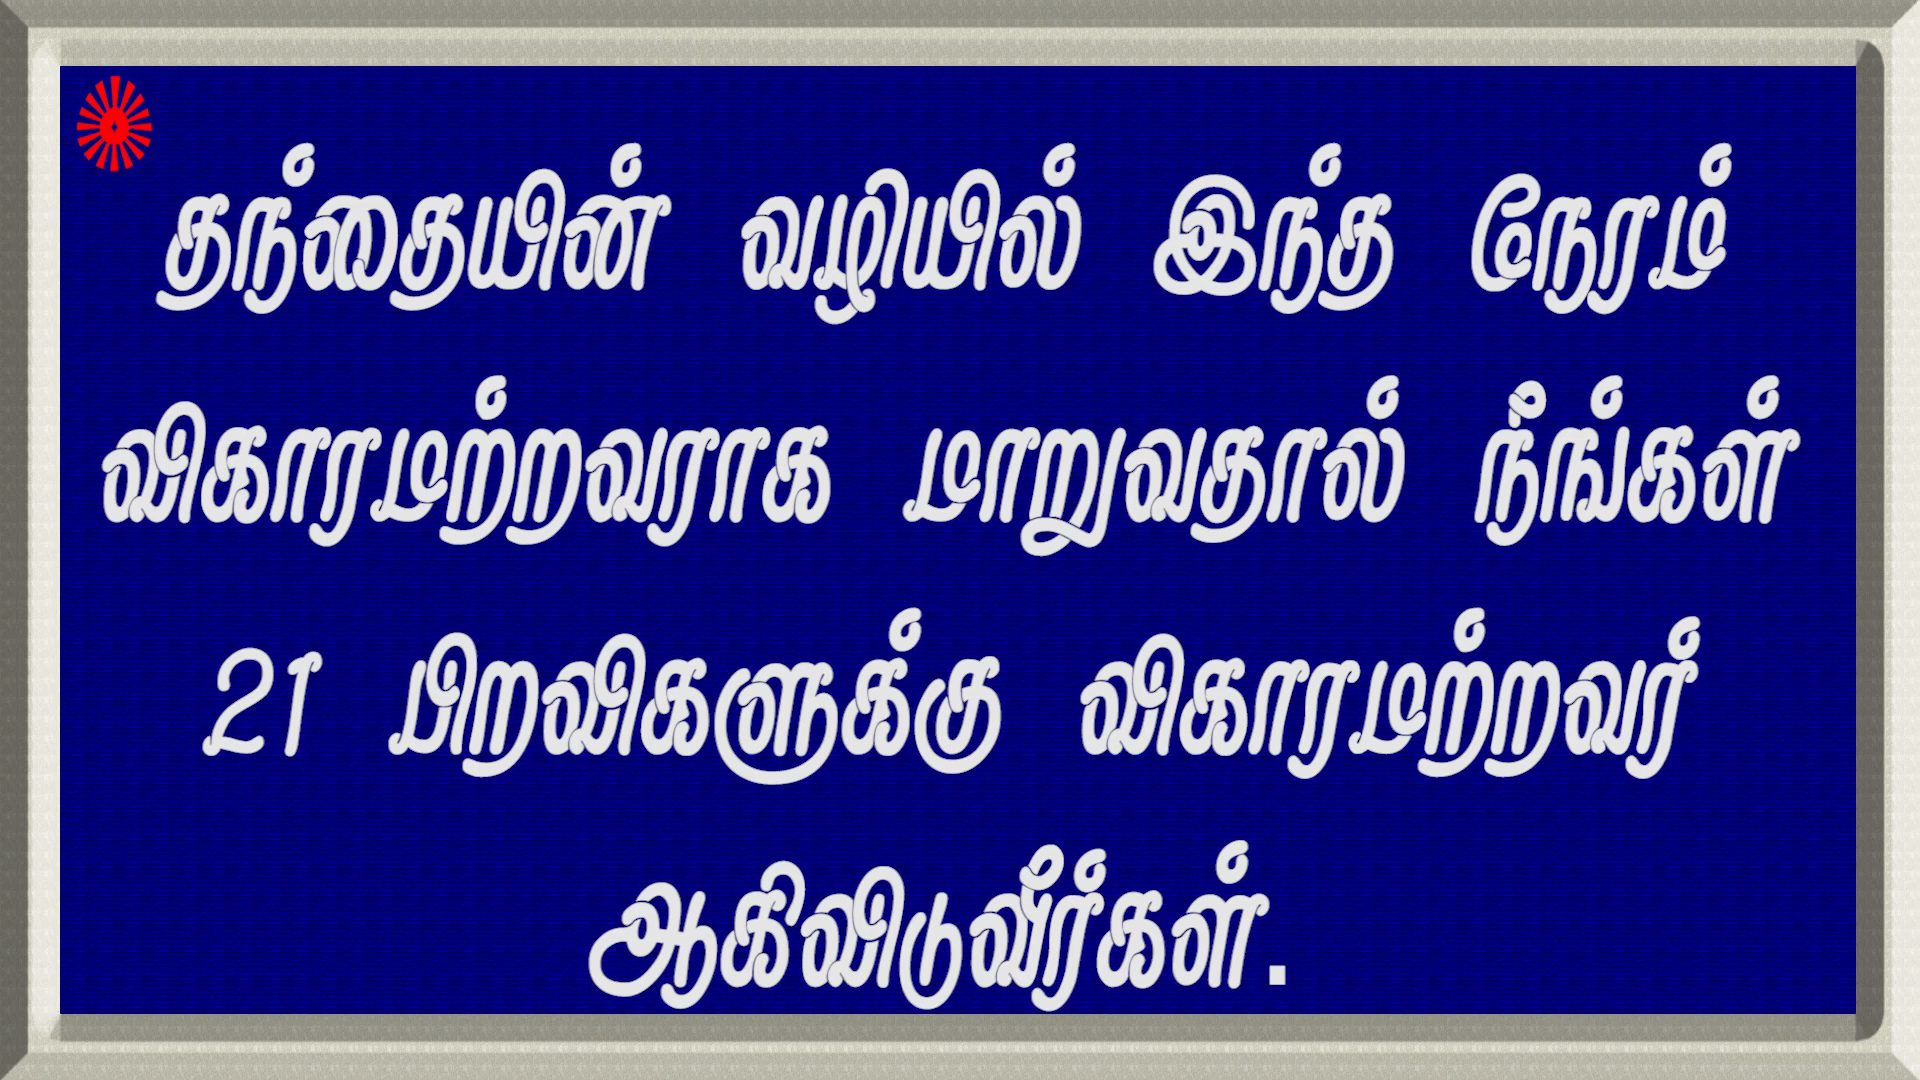 தந்தையின் வழியில் இந்த நேரம்
விகாரமற்றவராக மாறுவதால் நீங்கள்
21 பிறவிகளுக்கு விகாரமற்றவர்
ஆகிவிடுவீர்கள்.